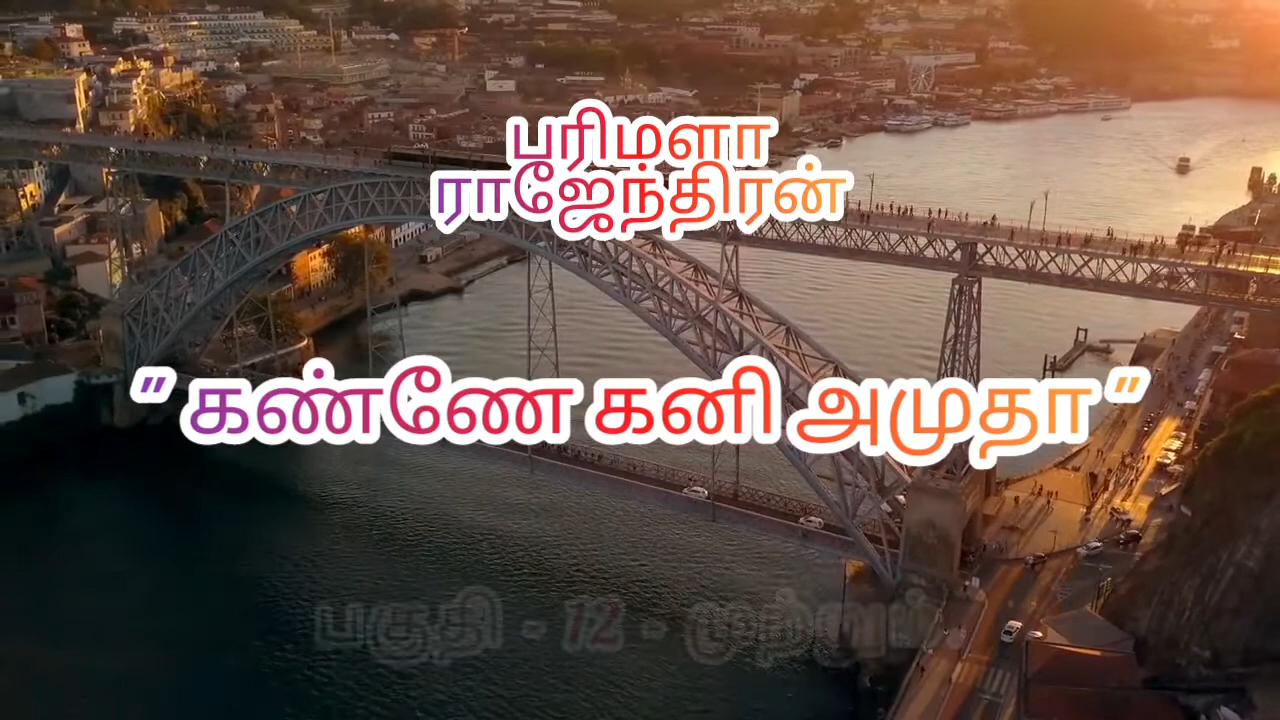 பரிமளா
ராஜேந்திரன்
" கண்ணே கனி அமுதா "
பகுதி - 12 - முற்றும்.